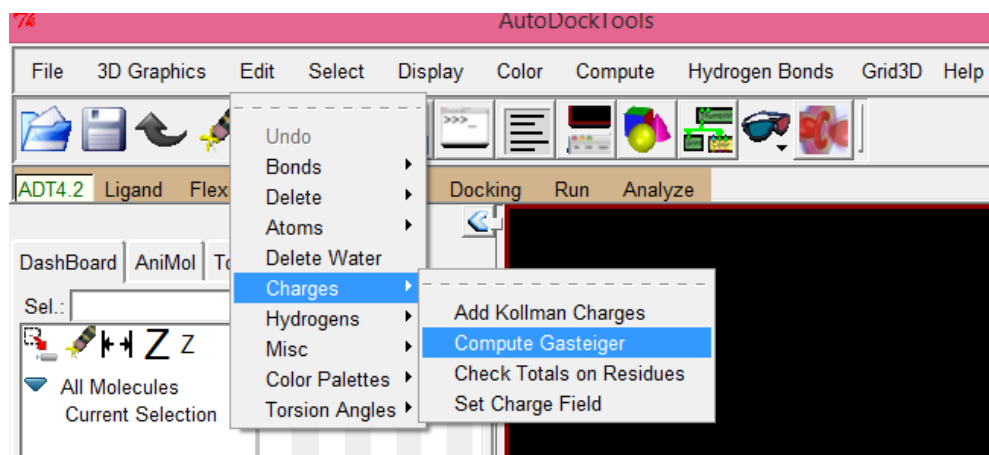 AutoDockTools
File 3D Graphics Edit Select Display Color Compute Hydrogen Bonds Grid3D Help
ADT4.2 Ligand Flex Docking Run Analyze
Undo
Bonds
Delete
Atoms
Delete Water
Charges
Hydrogens
Misc
Color Palettes
Torsion Angles
Add Kollman Charges
Compute Gasteiger
Check Totals on Residues
Set Charge Field
DashBoard AniMol To
Sel.:
Z Z
All Molecules
Current Selection